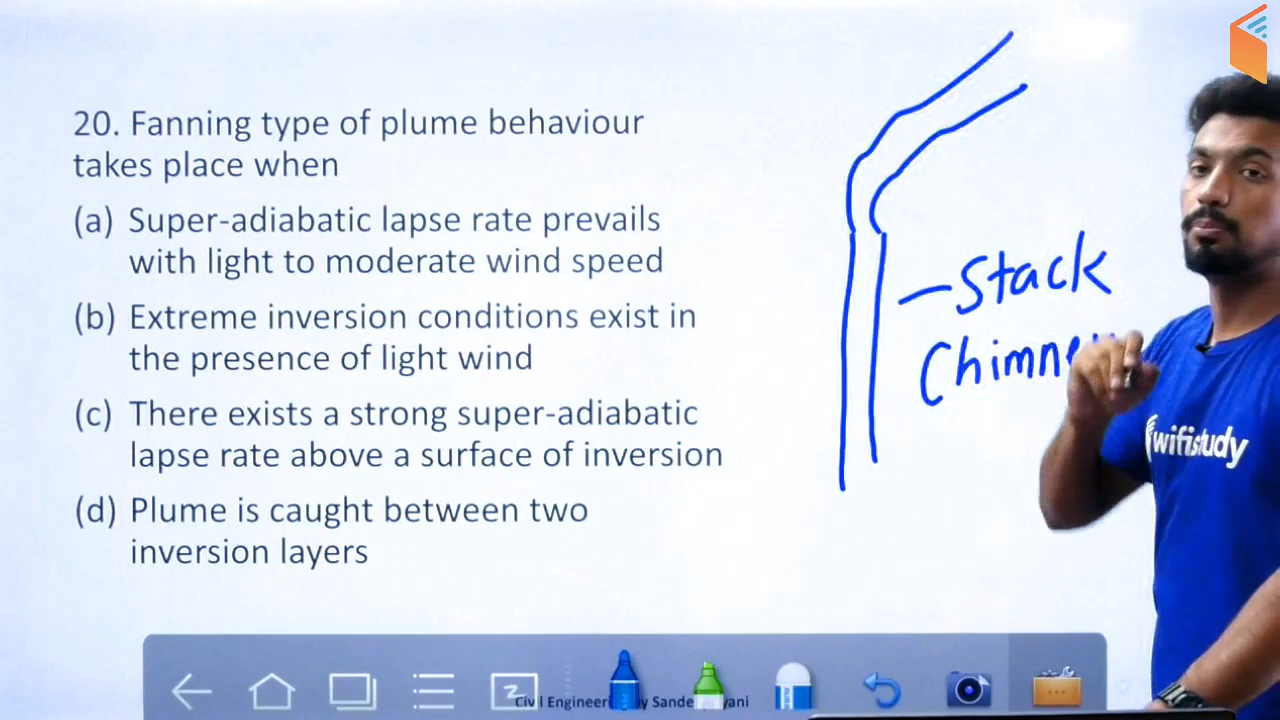 20. Fanning type of plume behaviour
takes place when
(a) Super-adiabatic lapse rate prevails
with light to moderate wind speed
(b) Extreme inversion conditions exist in
the presence of light wind
(c) There exists a strong super-adiabatic
lapse rate above a surface of inversion
(d) Plume is caught between two
inversion layers
-Stack
wifistudy
2